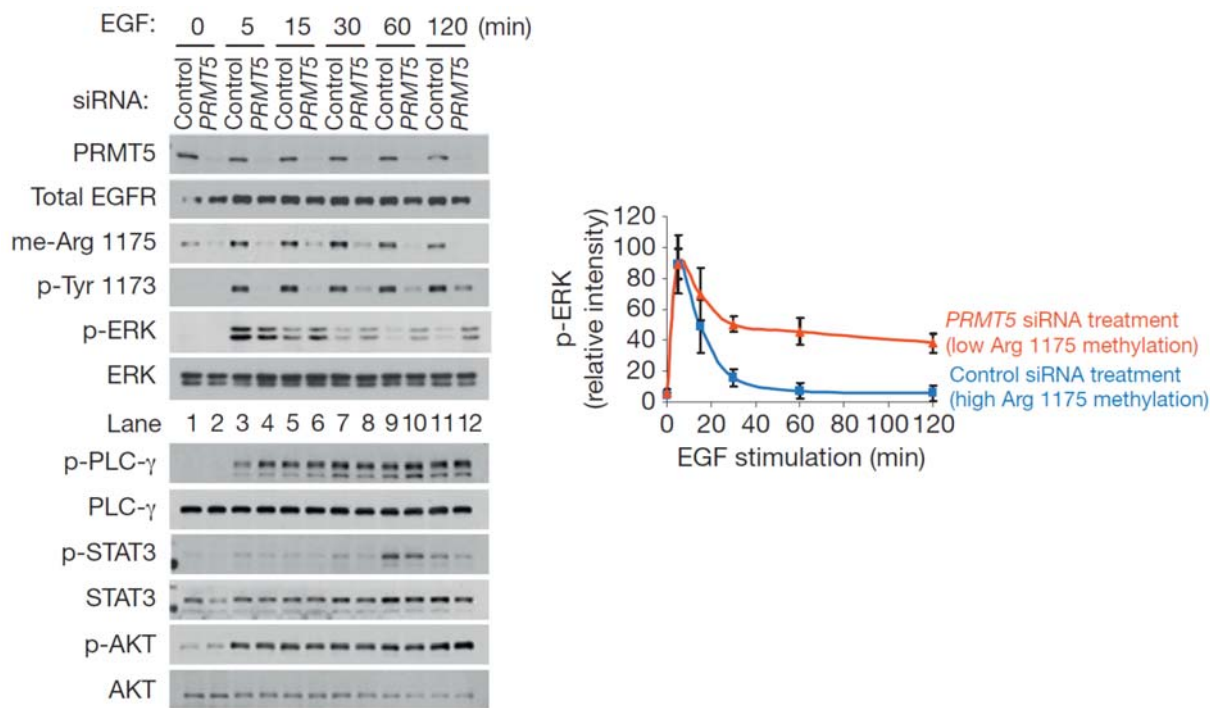 EGF: 0 5 15 30 60 120 (min)
siRNA: Control PRMT5 Control PRMT5 Control PRMT5 Control PRMT5 Control PRMT5 Control PRMT5
PRMT5
Total EGFR
me-Arg 1175
p-Tyr 1173
p-ERK
ERK
Lane 1 2 3 4 5 6 7 8 9 10 11 12
p-PLC-γ
PLC-γ
p-STAT3
STAT3
p-AKT
AKT
p-ERK
(relative intensity)
120
100
80
60
40
20
0
0 20 40 60 80 100 120
EGF stimulation (min)
PRMT5 siRNA treatment
(low Arg 1175 methylation)
Control siRNA treatment
(high Arg 1175 methylation)